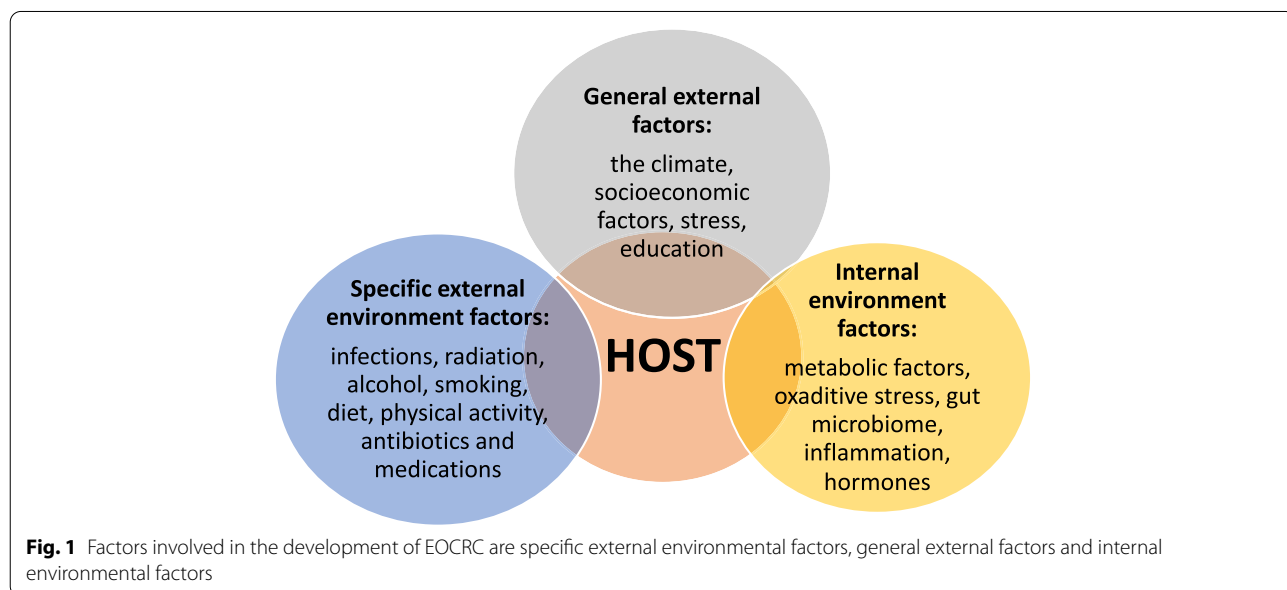 General external
factors:
the climate,
socioeconomic
factors, stress,
education
Specific external
environment factors:
infections, radiation,
alcohol, smoking,
diet, physical activity,
antibiotics and
medications
HOST
Internal
environment
factors:
metabolic factors,
oxaditive stress, gut
microbiome,
inflammation,
hormones
Fig. 1 Factors involved in the development of EOCRC are specific external environmental factors, general external factors and internal
environmental factors